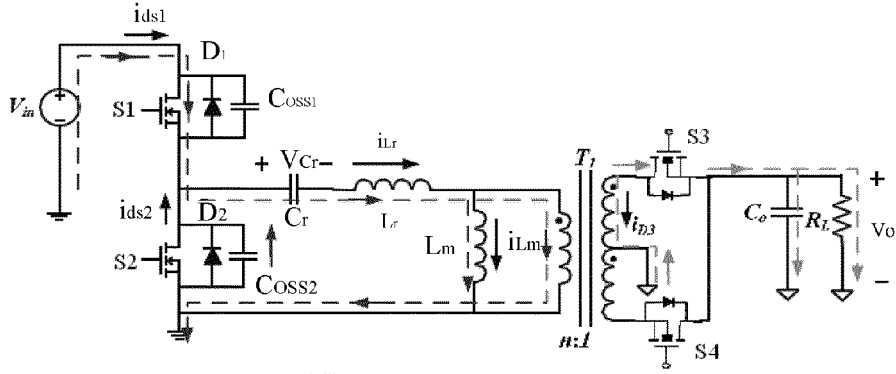 ids1
D1
Vin
+
−
S1
COSS1
+ VCr −
iLr
Cr
Lr
ids2
D2
S2
COSS2
Lm
iLm
T1
n:1
S3
iD3
S4
Co
RL
+
Vo
−